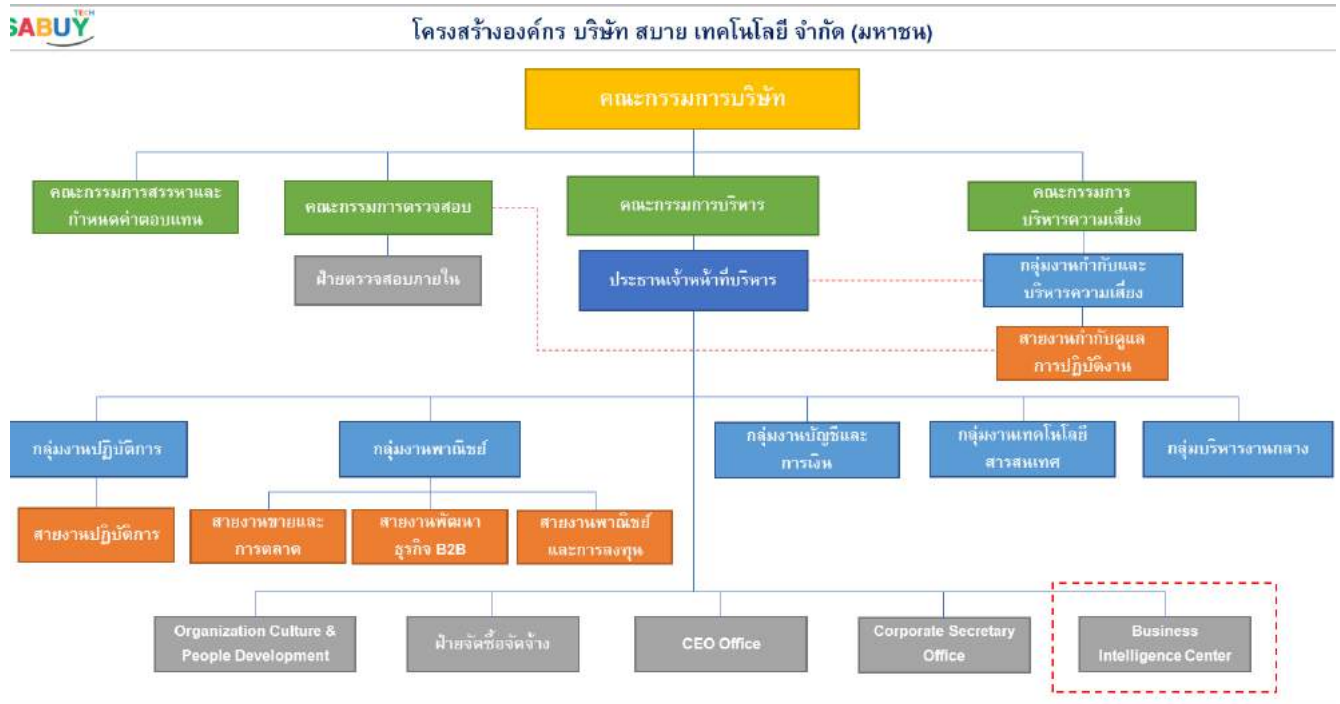 TECH
SABUY
โครงสร้างองค์กร บริษัท สบาย เทคโนโลยี จำกัด (มหาชน)
คณะกรรมการบริษัท
คณะกรรมการสรรหาและ
กำหนดค่าตอบแทน
คณะกรรมการตรวจสอบ
คณะกรรมการบริหาร
คณะกรรมการ
บริหารความเสี่ยง
ฝ่ายตรวจสอบภายใน
ประธานเจ้าหน้าที่บริหาร
กลุ่มงานกำกับและ
บริหารความเสี่ยง
สายงานกำกับดูแล
การปฏิบัติงาน
กลุ่มงานปฏิบัติการ
กลุ่มงานพาณิชย์
กลุ่มงานบัญชีและ
การเงิน
กลุ่มงานเทคโนโลยี
สารสนเทศ
กลุ่มบริหารงานกลาง
สายงานปฏิบัติการ
สายงานขายและ
การตลาด
สายงานพัฒนา
ธุรกิจ B2B
สายงานพาณิชย์
และการลงทุน
Organization Culture &
People Development
ฝ่ายจัดซื้อจัดจ้าง
CEO Office
Corporate Secretary
Office
Business
Intelligence Center